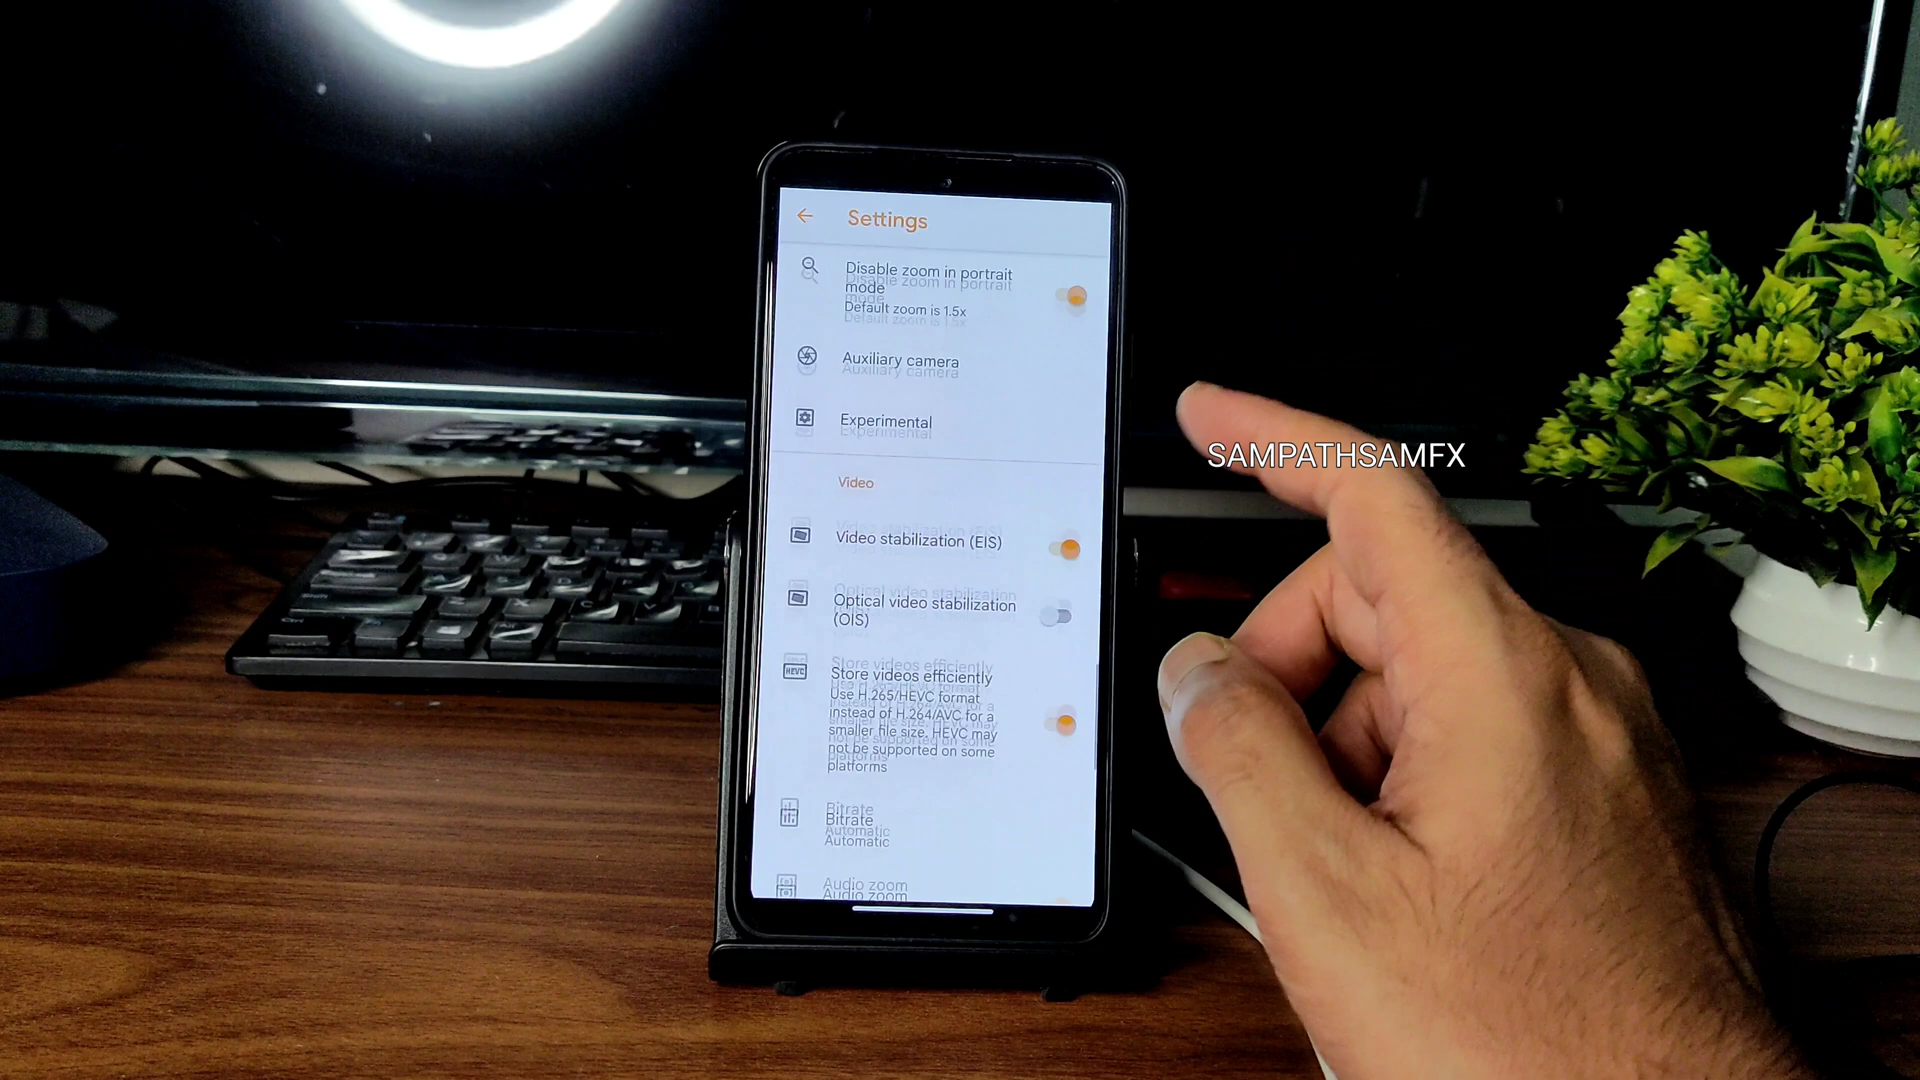 Settings
Disable zoom in portrait
mode
Default zoom is 1.5x
Auxiliary camera
Experimental
SAMPATHSAMFX
Video
Video stabilization (EIS)
Optical video stabilization
(OIS)
HEVC
Store videos efficiently
Use H.265/HEVC format
instead of H.264/AVC for a
smaller file size. HEVC may
not be supported on some
platforms
Bitrate
Automatic
Audio zoom